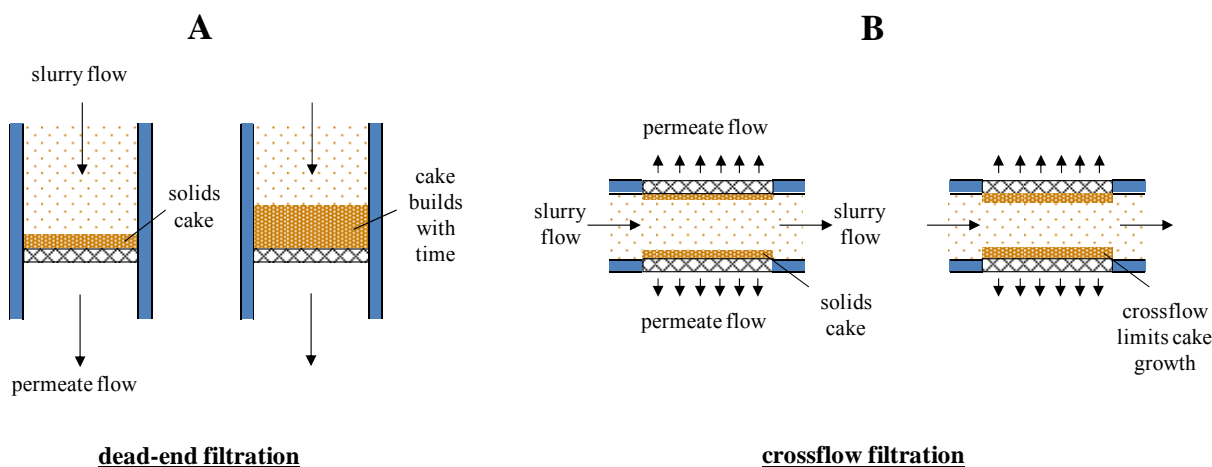 A
slurry flow
solids
cake
cake
builds
with
time
permeate flow
dead-end filtration
B
permeate flow
slurry
flow
slurry
flow
permeate flow
solids
cake
crossflow
limits cake
growth
crossflow filtration